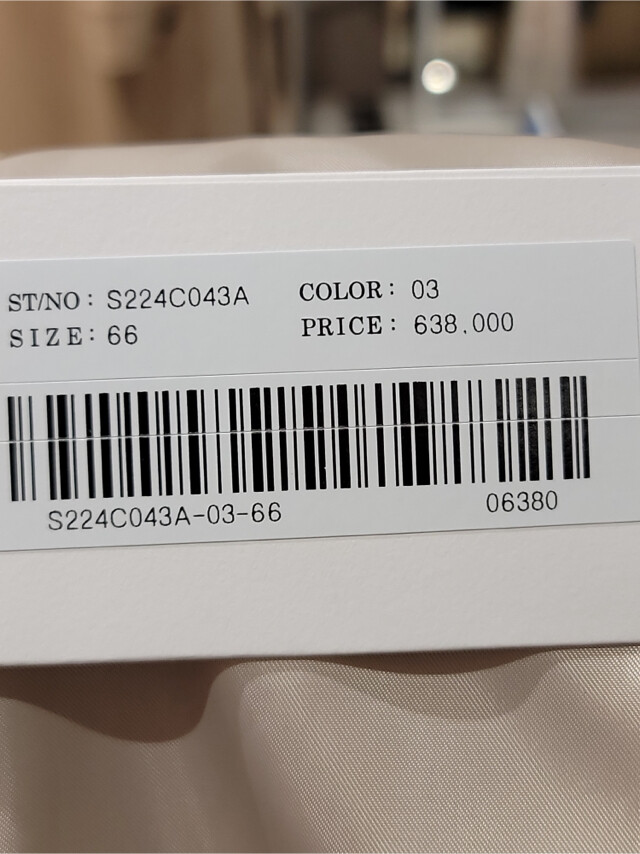 ST/NO: S224C043A COLOR: 03
SIZE: 66 PRICE: 638,000
S224C043A-03-66 06380